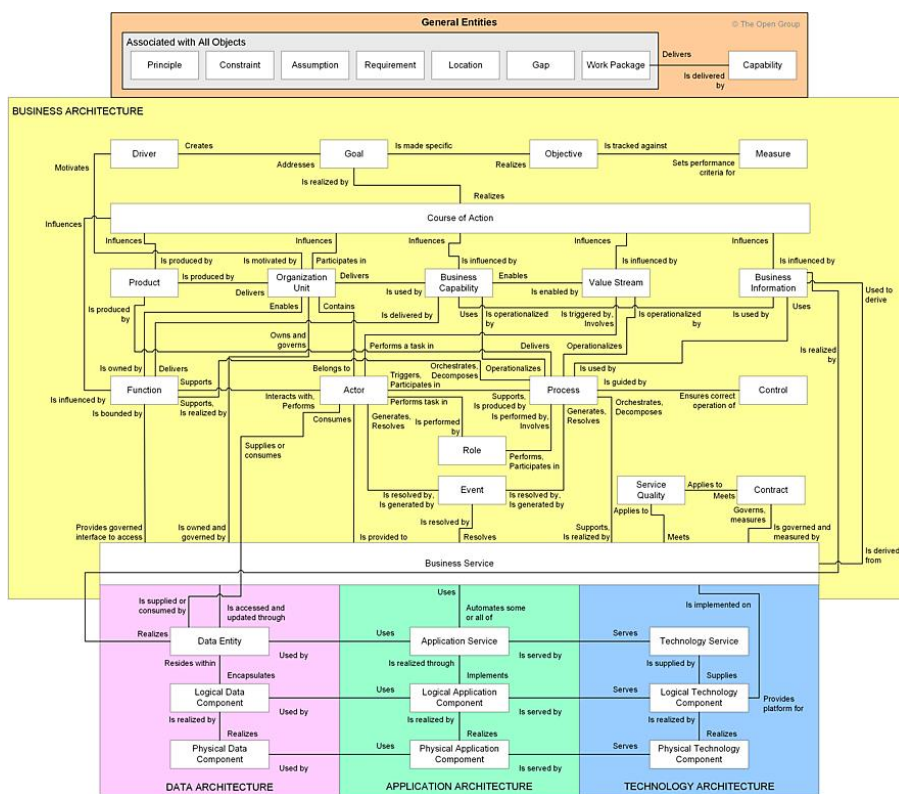 General Entities
© The Open Group
Associated with All Objects
Principle
Constraint
Assumption
Requirement
Location
Gap
Work Package
Delivers
Is delivered
by
Capability
BUSINESS ARCHITECTURE
Driver
Creates
Goal
Is made specific
Objective
Is tracked against
Measure
Motivates
Addresses
Realizes
Sets performance
criteria for
Is realized by
Realizes
Course of Action
Influences
Influences
Influences
Influences
Influences
Influences
Is produced by
Is motivated by
Participates in
Is influenced by
Is influenced by
Is influenced by
Product
Is produced by
Organization
Unit
Delivers
Business
Capability
Enables
Value Stream
Business
Information
Used to
derive
Delivers
Is used by
Is enabled by
Is produced
by
Enables
Contains
Is delivered by
Uses
Is operationalized
by
Is triggered by,
Involves
Is operationalized
by
Is used by
Uses
Owns and
governs
Performs a task in
Delivers
Operationalizes
Is realized
by
Is owned by
Delivers
Belongs to
Orchestrates,
Decomposes
Operationalizes
Is used by
Function
Supports
Actor
Triggers,
Participates in
Process
Is guided by
Control
Is influenced by
Is bounded by
Supports,
Is realized by
Interacts with,
Performs
Consumes
Performs task in
Supports,
Is produced by
Is performed by,
Involves
Generates,
Resolves
Orchestrates,
Decomposes
Ensures correct
operation of
Generates,
Resolves
Is performed
by
Supplies or
consumes
Role
Performs,
Participates in
Event
Is resolved by,
Is generated by
Is resolved by,
Is generated by
Service
Quality
Applies to
Meets
Contract
Is resolved by
Applies to
Governs,
measures
Provides governed
interface to access
Is owned and
governed by
Is provided to
Resolves
Supports,
Is realized by
Meets
Is governed and
measured by
Is derived
from
Business Service
Is supplied or
consumed by
Is accessed and
updated through
Uses
Automates some
or all of
Is implemented on
Realizes
Data Entity
Used by
Uses
Application Service
Is served by
Serves
Technology Service
Resides within
Encapsulates
Is realized through
Implements
Is supplied by
Supplies
Logical Data
Component
Used by
Uses
Logical Application
Component
Is served by
Serves
Logical Technology
Component
Provides
platform for
Is realized by
Realizes
Is realized by
Realizes
Is realized by
Realizes
Physical Data
Component
Used by
Uses
Physical Application
Component
Is served by
Serves
Physical Technology
Component
DATA ARCHITECTURE
APPLICATION ARCHITECTURE
TECHNOLOGY ARCHITECTURE